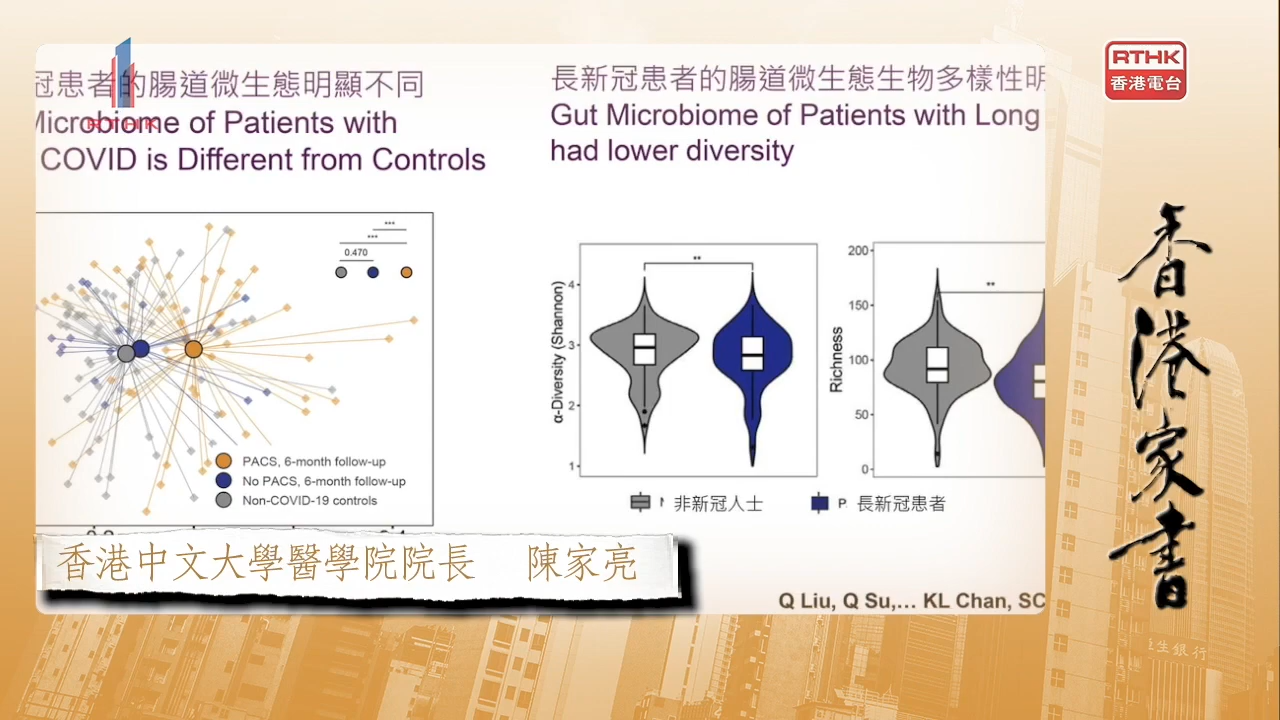 冠患者的腸道微生態明顯不同
Microbiome of Patients with
COVID is Different from Controls
***
***
0.470
PACS, 6-month follow-up
No PACS, 6-month follow-up
Non-COVID-19 controls
長新冠患者的腸道微生態生物多樣性明
Gut Microbiome of Patients with Long
had lower diversity
α-Diversity (Shannon)
4
3
2
1
**
非新冠人士
P
長新冠患者
Richness
200
150
100
50
0
**
Q Liu, Q Su,... KL Chan, SC
香港中文大學醫學院院長 陳家亮
RTHK
香港電台
香港家書
生銀行